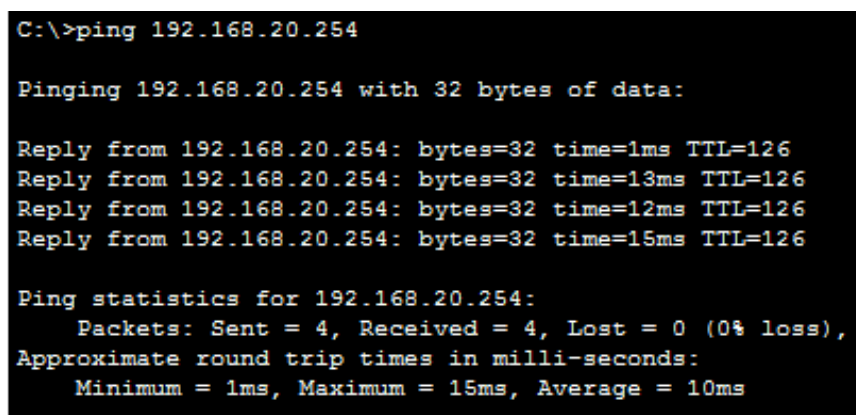 C:\>ping 192.168.20.254
Pinging 192.168.20.254 with 32 bytes of data:
Reply from 192.168.20.254: bytes=32 time=1ms TTL=126
Reply from 192.168.20.254: bytes=32 time=13ms TTL=126
Reply from 192.168.20.254: bytes=32 time=12ms TTL=126
Reply from 192.168.20.254: bytes=32 time=15ms TTL=126
Ping statistics for 192.168.20.254:
Packets: Sent = 4, Received = 4, Lost = 0 (0% loss),
Approximate round trip times in milli-seconds:
Minimum = 1ms, Maximum = 15ms, Average = 10ms